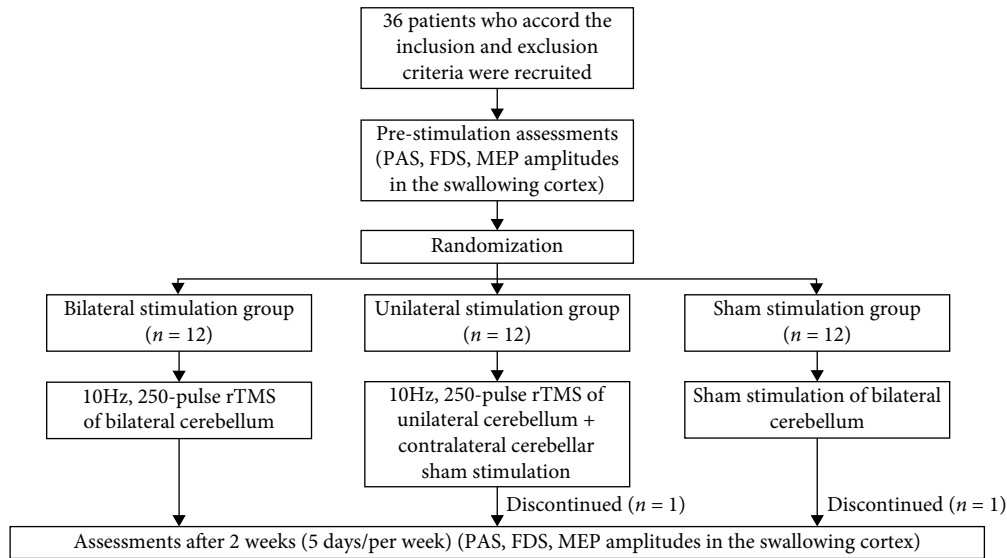 36 patients who accord the
inclusion and exclusion
criteria were recruited
Pre-stimulation assessments
(PAS, FDS, MEP amplitudes
in the swallowing cortex)
Randomization
Bilateral stimulation group
(n = 12)
Unilateral stimulation group
(n = 12)
Sham stimulation group
(n = 12)
10Hz, 250-pulse rTMS
of bilateral cerebellum
10Hz, 250-pulse rTMS of
unilateral cerebellum +
contralateral cerebellar
sham stimulation
Sham stimulation of bilateral
cerebellum
Discontinued (n = 1)
Discontinued (n = 1)
Assessments after 2 weeks (5 days/per week) (PAS, FDS, MEP amplitudes in the swallowing cortex)